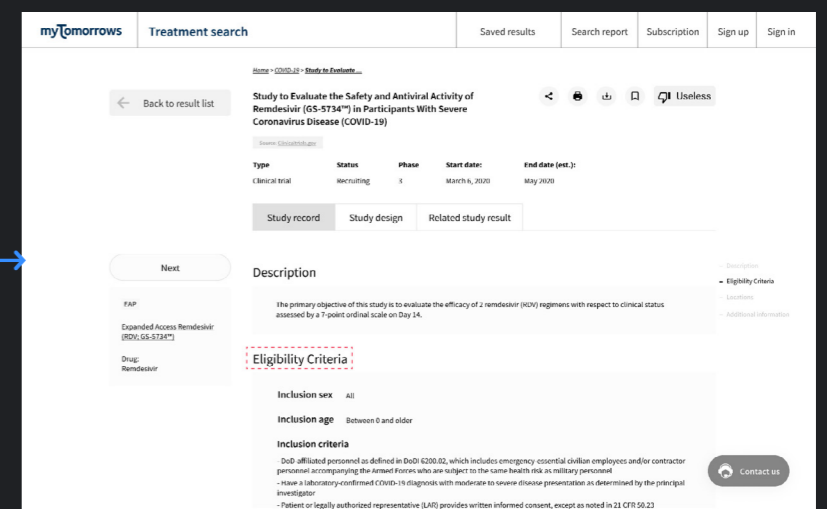 myTomorrows
Treatment search
Saved results
Search report
Subscription
Sign up
Sign in
Home > COVID-19 > Study to Evaluate ...
Back to result list
Study to Evaluate the Safety and Antiviral Activity of
Remdesivir (GS-5734™) in Participants With Severe
Coronavirus Disease (COVID-19)
Useless
Source: ClinicalTrials.gov
Type
Status
Phase
Start date:
End date (est.):
Clinical trial
Recruiting
3
March 6, 2020
May 2020
Study record
Study design
Related study result
Next
Description
EAP
Expanded Access Remdesivir
(RDV; GS-5734™)
Drug:
Remdesivir
The primary objective of this study is to evaluate the efficacy of 2 remdesivir (RDV) regimens with respect to clinical status
assessed by a 7-point ordinal scale on Day 14.
Description
Eligibility Criteria
Locations
Additional information
Eligibility Criteria
Inclusion sex All
Inclusion age Between 0 and older
Inclusion criteria
- DoD-affiliated personnel as defined in DoDI 6200.02, which includes emergency-essential civilian employees and/or contractor
personnel accompanying the Armed Forces who are subject to the same health risk as military personnel
- Have a laboratory-confirmed COVID-19 diagnosis with moderate to severe disease presentation as determined by the principal
investigator
- Patient or legally authorized representative (LAR) provides written informed consent, except as noted in 21 CFR 50.23
Contact us